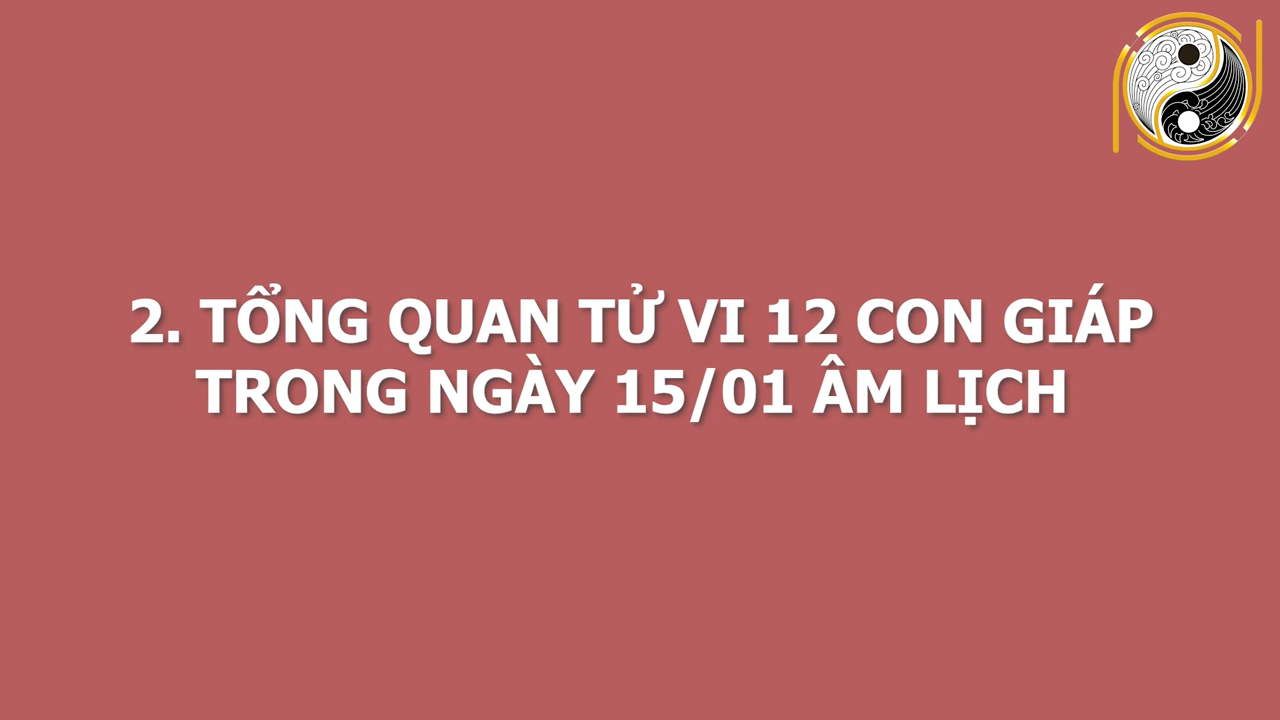 2. TỔNG QUAN TỬ VI 12 CON GIÁP
TRONG NGÀY 15/01 ÂM LỊCH